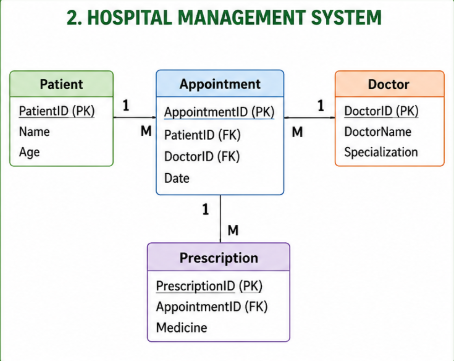 2. HOSPITAL MANAGEMENT SYSTEM
Patient
PatientID (PK)
Name
Age
1
M
Appointment
AppointmentID (PK)
PatientID (FK)
DoctorID (FK)
Date
1
M
Doctor
DoctorID (PK)
DoctorName
Specialization
1
M
Prescription
PrescriptionID (PK)
AppointmentID (FK)
Medicine